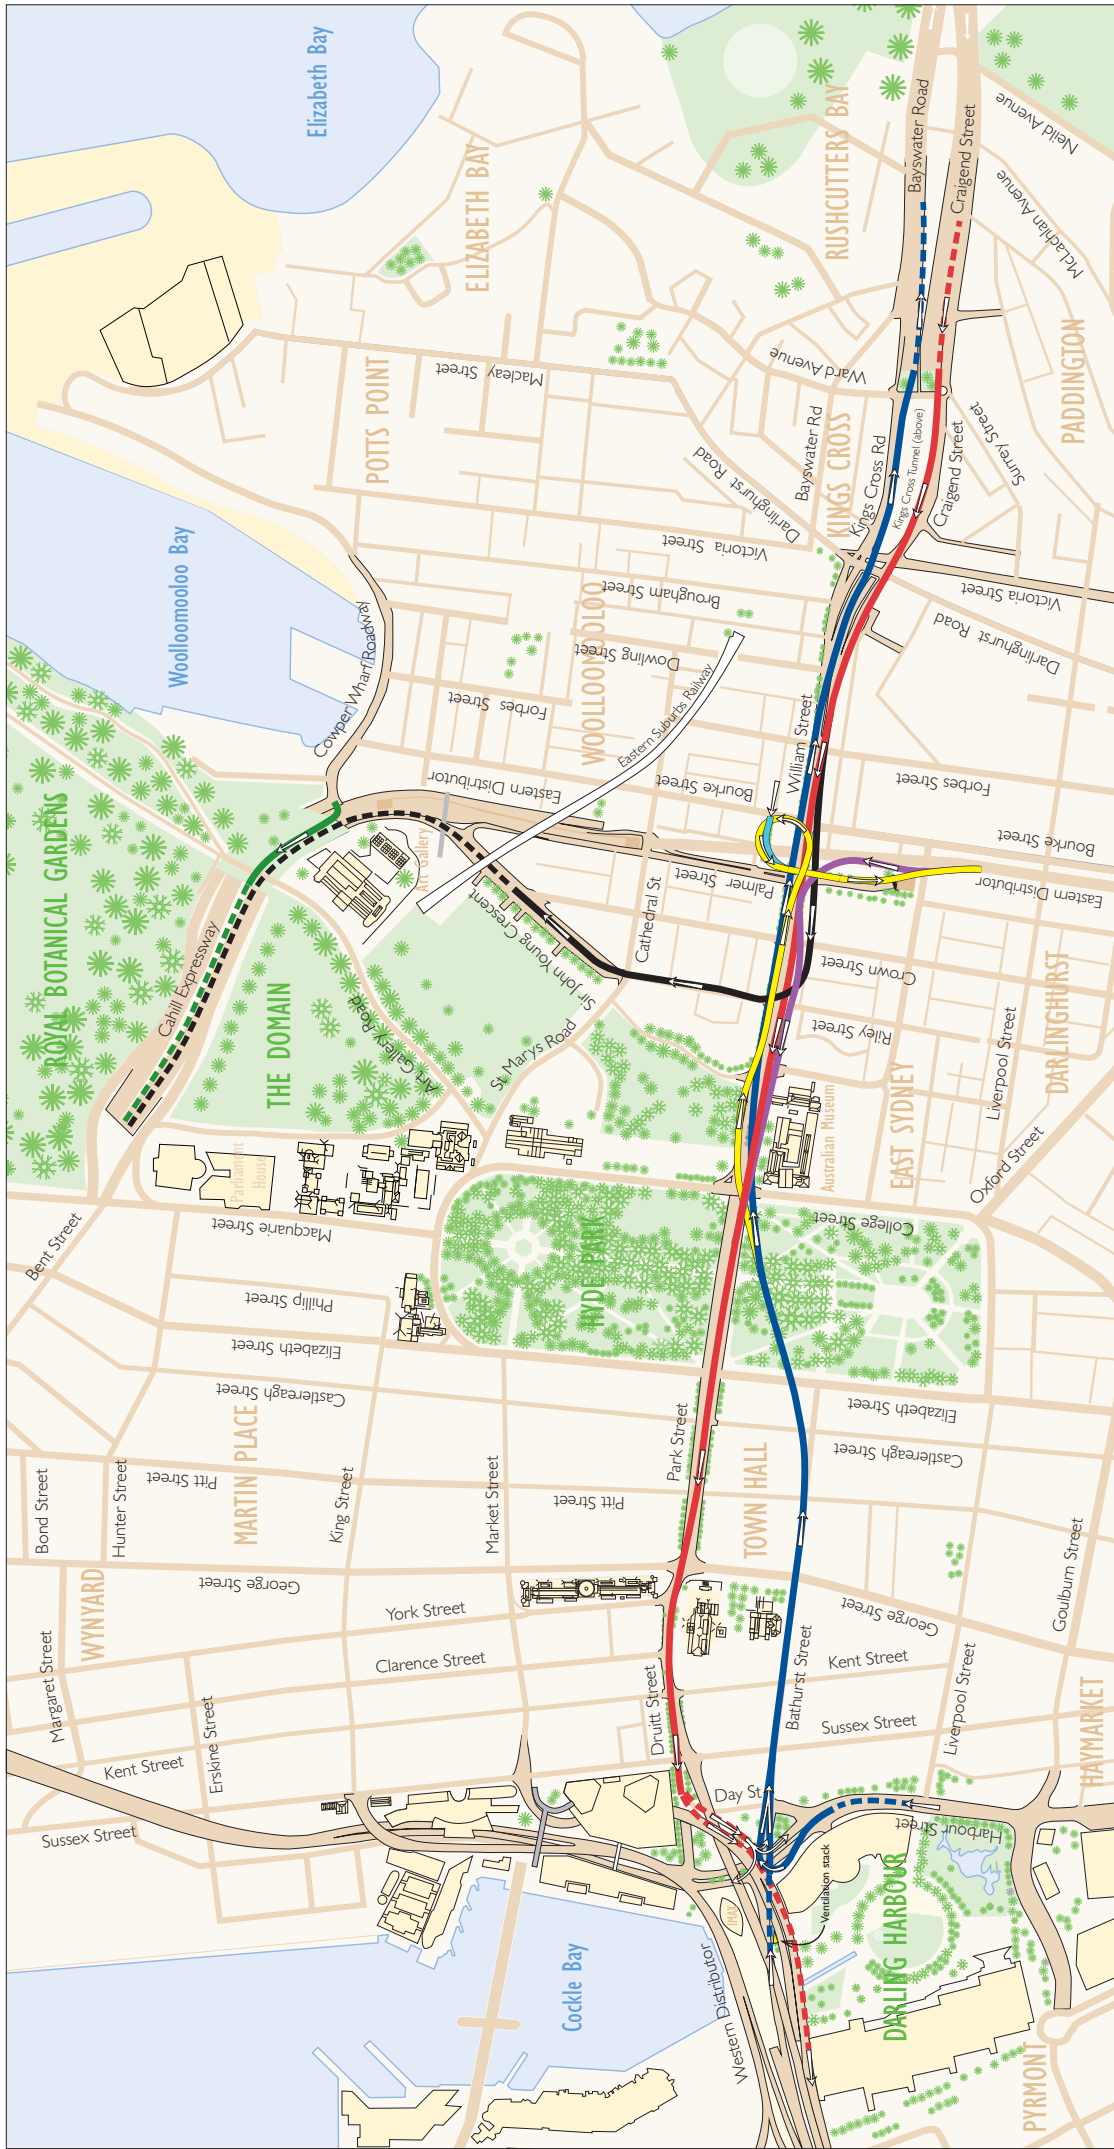 Elizabeth Bay
ELIZABETH BAY
RUSHCUTTERS BAY
Bayswater Road
Craigend Street
Neild Avenue
McLachlan Avenue
PADDINGTON
Macleay Street
POTTS POINT
Ward Avenue
Bayswater Rd
KINGS CROSS
Kings Cross Rd
Kings Cross Tunnel (above)
Craigend Street
Surrey Street
Darlinghurst Road
Victoria Street
Woolloomooloo Bay
Cowper Wharf Roadway
Brougham Street
WOOLLOOMOOLOO
Dowling Street
Forbes Street
Eastern Suburbs Railway
Victoria Street
Darlinghurst Road
William Street
Bourke Street
Eastern Distributor
Forbes Street
Bourke Street
ROYAL BOTANICAL GARDENS
Cahill Expressway
THE DOMAIN
Art Gallery
Art Gallery Road
Sir John Young Crescent
St Marys Road
Cathedral St
Palmer Street
Eastern Distributor
Crown Street
Riley Street
DARLINGHURST
Liverpool Street
EAST SYDNEY
Oxford Street
Australian Museum
College Street
Parliament
House
Macquarie Street
Bent Street
Phillip Street
Elizabeth Street
Castlereagh Street
HYDE PARK
Elizabeth Street
Castlereagh Street
MARTIN PLACE
Pitt Street
Bond Street
Hunter Street
King Street
Market Street
Pitt Street
Park Street
TOWN HALL
George Street
WYNYARD
York Street
Clarence Street
George Street
Goulburn Street
Margaret Street
Kent Street
Erskine Street
Sussex Street
Druitt Street
Bathurst Street
Kent Street
Sussex Street
Liverpool Street
HAYMARKET
Day St
Harbour Street
Ventilation stack
IMAX
DARLING HARBOUR
Cockle Bay
Western Distributor
PYRMONT